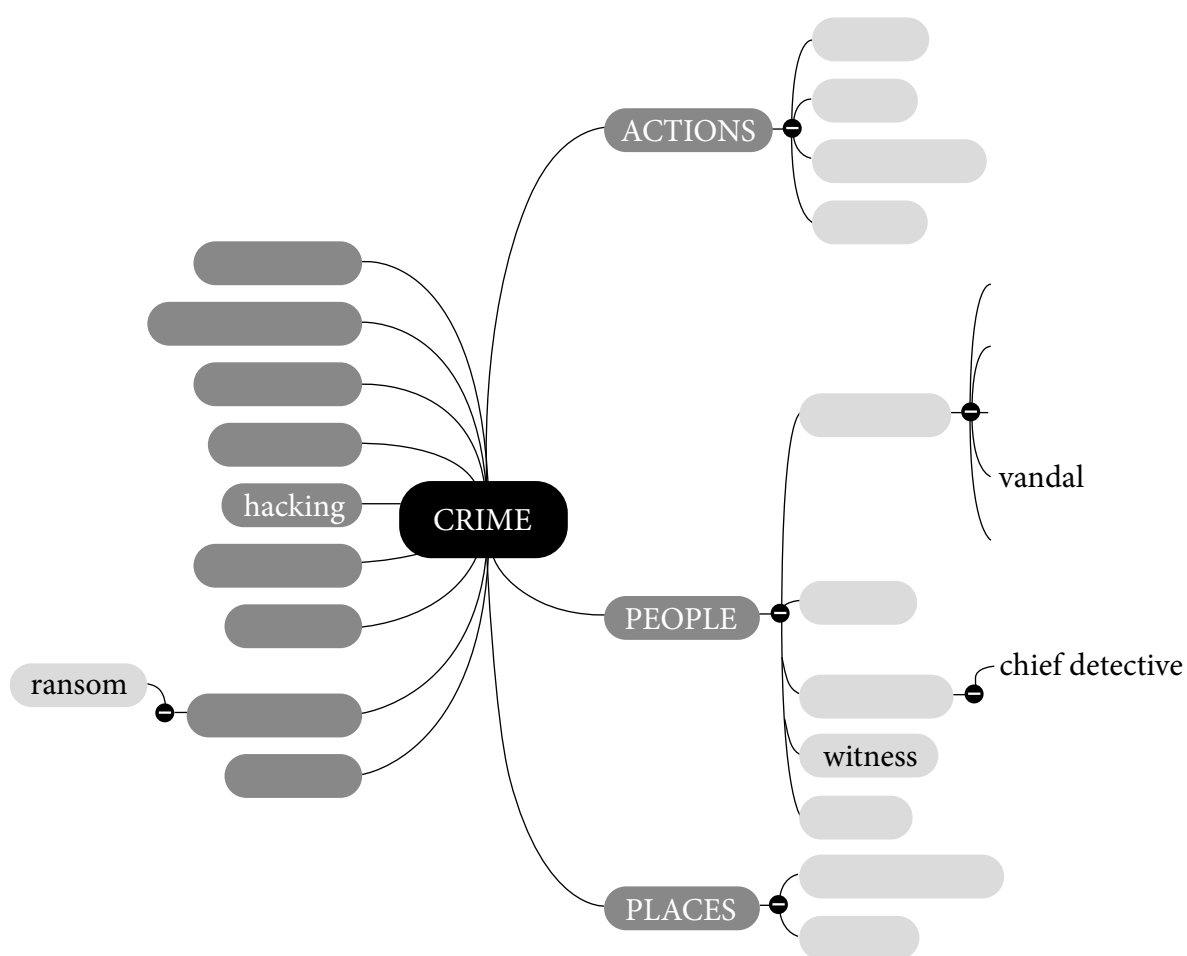 ACTIONS
vandal
hacking
CRIME
PEOPLE
chief detective
ransom
witness
PLACES